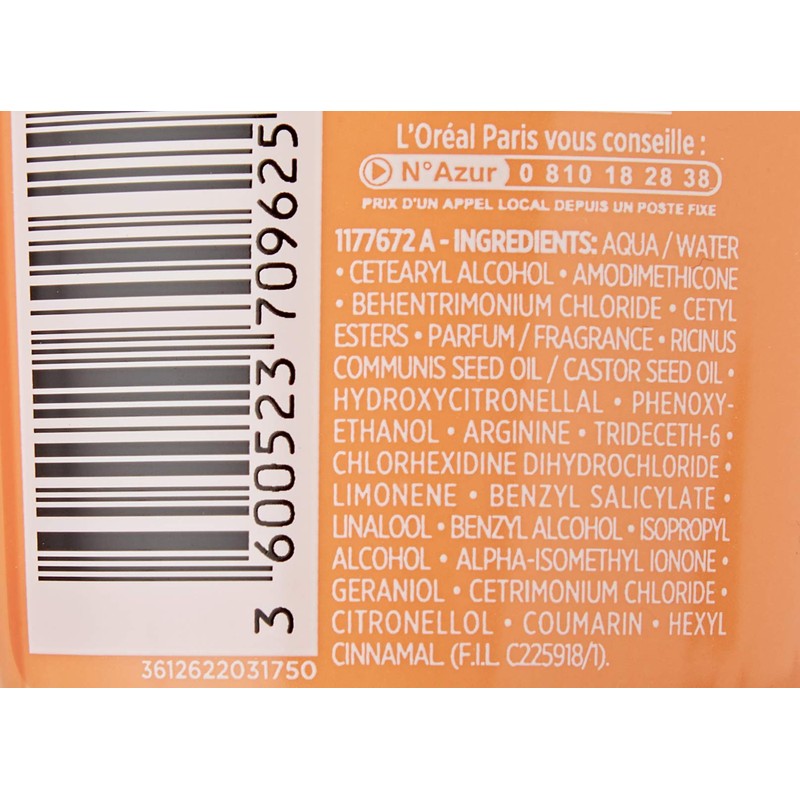 L'Oréal Paris vous conseille :
N°Azur 0 810 18 28 38
PRIX D'UN APPEL LOCAL DEPUIS UN POSTE FIXE
1177672 A - INGREDIENTS: AQUA / WATER
• CETEARYL ALCOHOL • AMODIMETHICONE
• BEHENTRIMONIUM CHLORIDE • CETYL
ESTERS • PARFUM / FRAGRANCE • RICINUS
COMMUNIS SEED OIL / CASTOR SEED OIL •
HYDROXYCITRONELLAL • PHENOXY-
ETHANOL • ARGININE • TRIDECETH-6 •
CHLORHEXIDINE DIHYDROCHLORIDE •
LIMONENE • BENZYL SALICYLATE •
LINALOOL • BENZYL ALCOHOL • ISOPROPYL
ALCOHOL • ALPHA-ISOMETHYL IONONE •
GERANIOL • CETRIMONIUM CHLORIDE •
CITRONELLOL • COUMARIN • HEXYL
CINNAMAL (F.I.L. C225918/1).
3 600523 709625
3612622031750